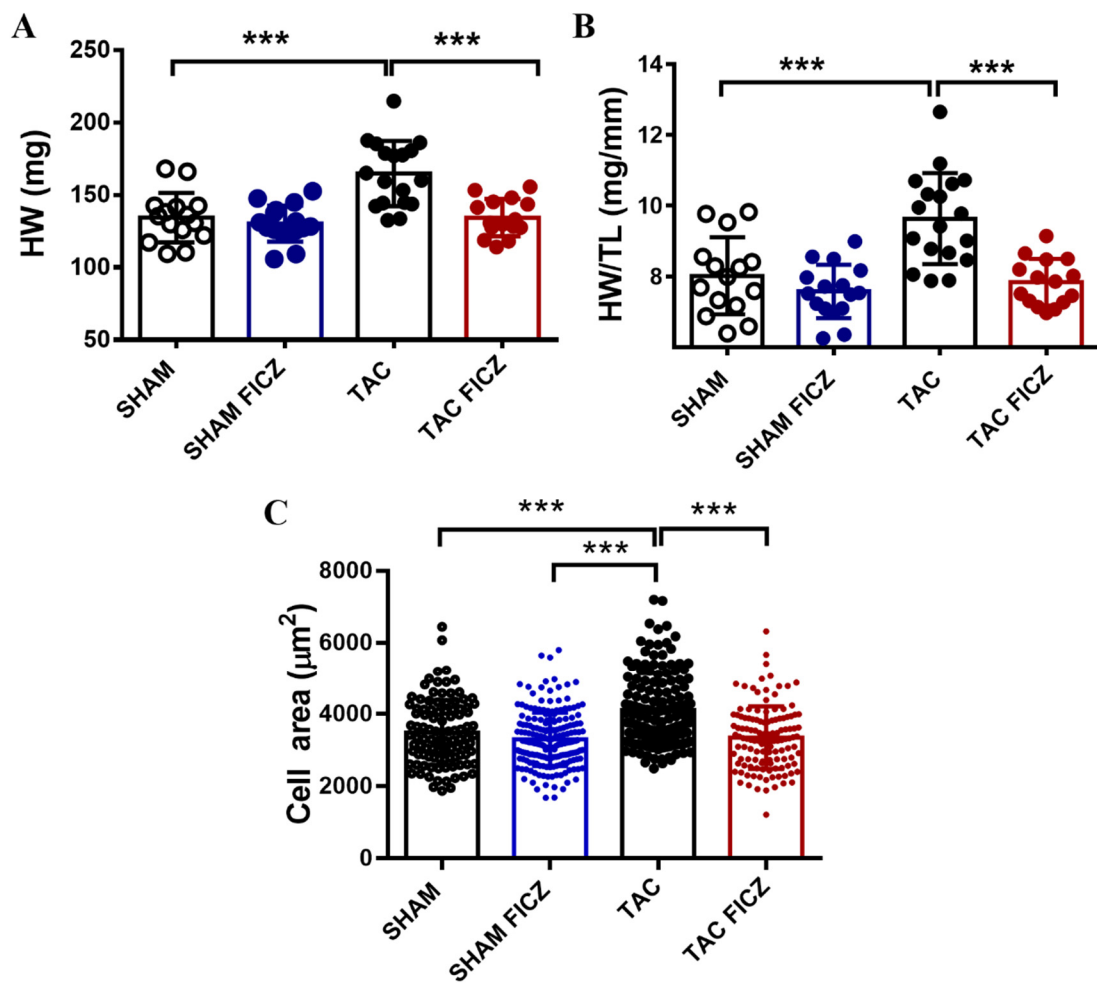 A
HW (mg)
250
200
150
100
50
***
***
SHAM
SHAM FICZ
TAC
TAC FICZ
B
HW/TL (mg/mm)
14
12
10
8
***
***
SHAM
SHAM FICZ
TAC
TAC FICZ
C
Cell area (μm²)
8000
6000
4000
2000
0
***
***
***
SHAM
SHAM FICZ
TAC
TAC FICZ